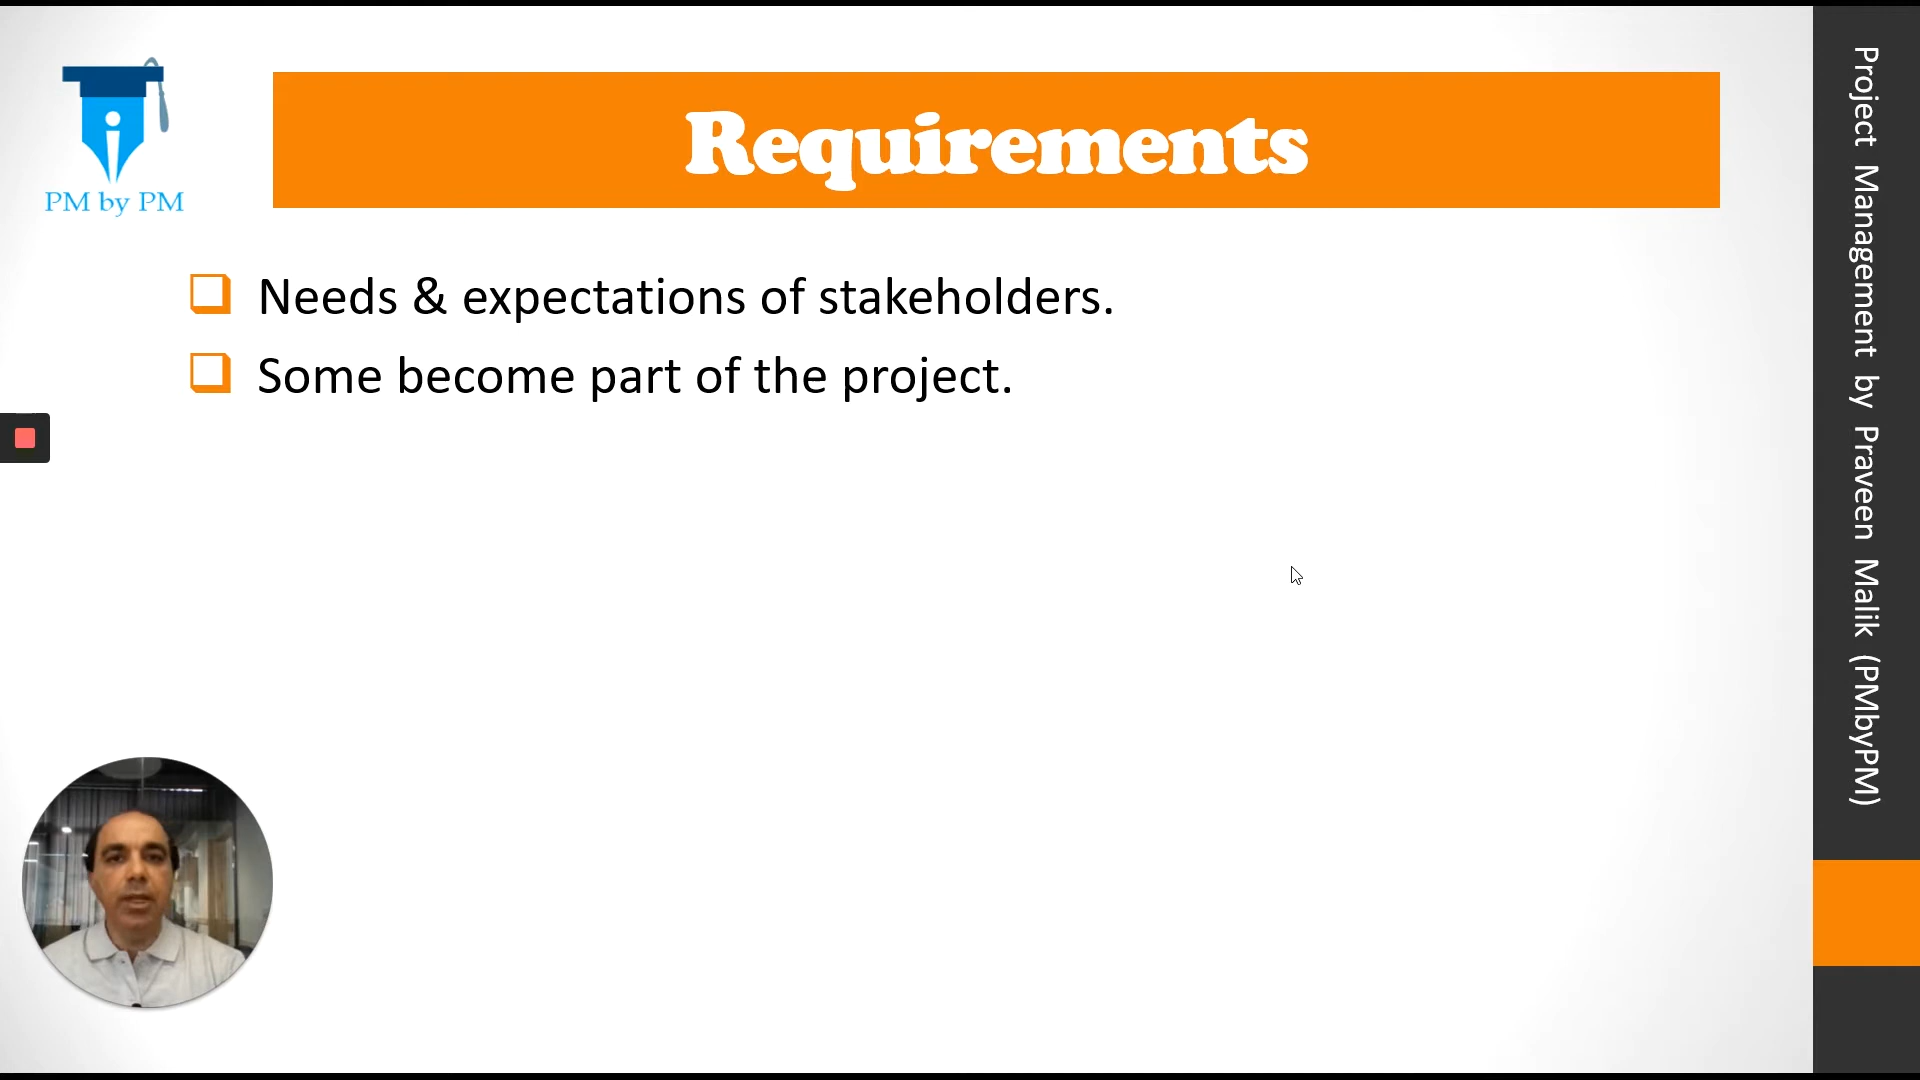 PM by PM
Requirements
Needs & expectations of stakeholders.
Some become part of the project.
Project Management by Praveen Malik (PMbyPM)